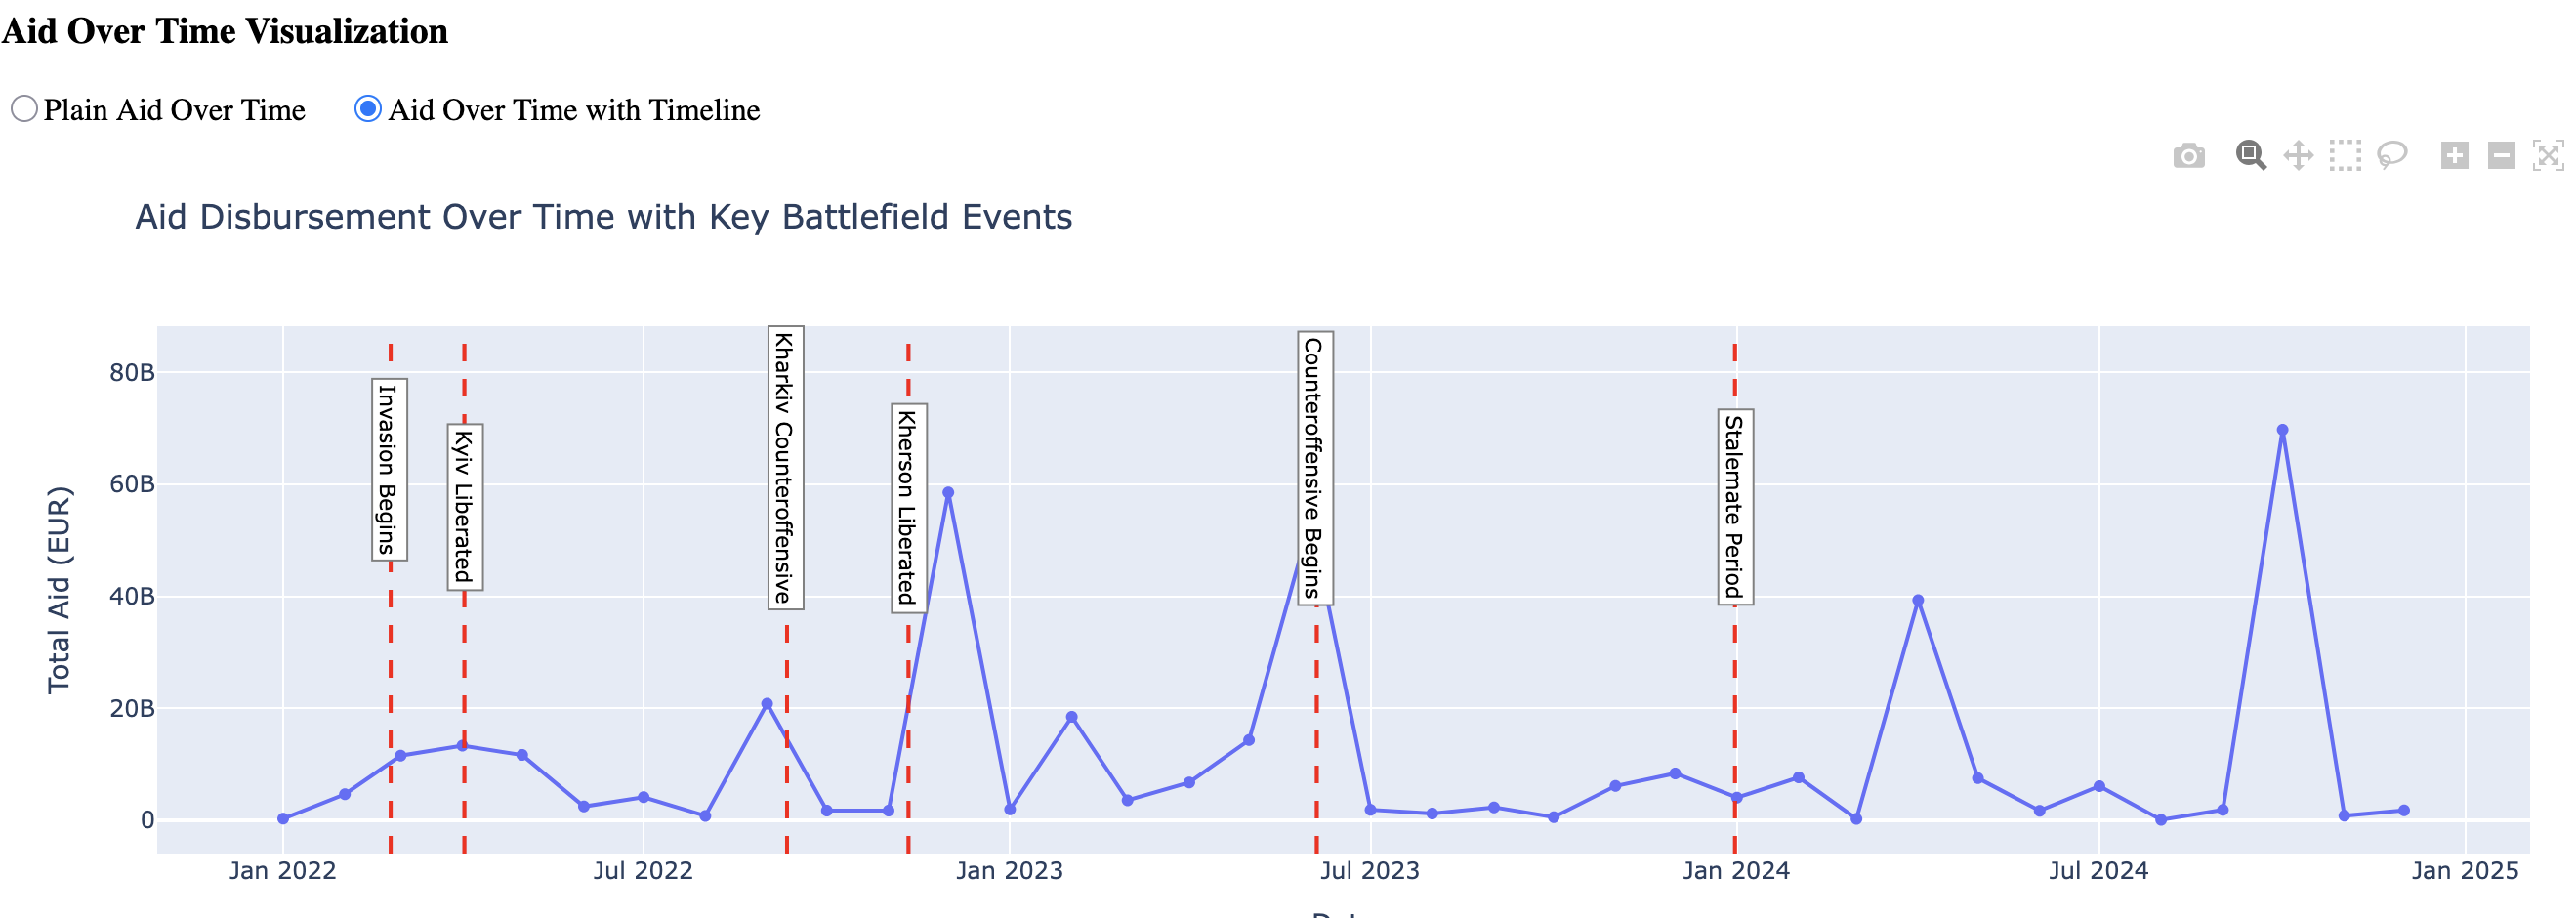 Aid Over Time Visualization
Plain Aid Over Time
Aid Over Time with Timeline
Aid Disbursement Over Time with Key Battlefield Events
Total Aid (EUR)
80B
60B
40B
20B
0
Invasion Begins
Kyiv Liberated
Kharkiv Counteroffensive
Kherson Liberated
Counteroffensive Begins
Stalemate Period
Jan 2022
Jul 2022
Jan 2023
Jul 2023
Jan 2024
Jul 2024
Jan 2025